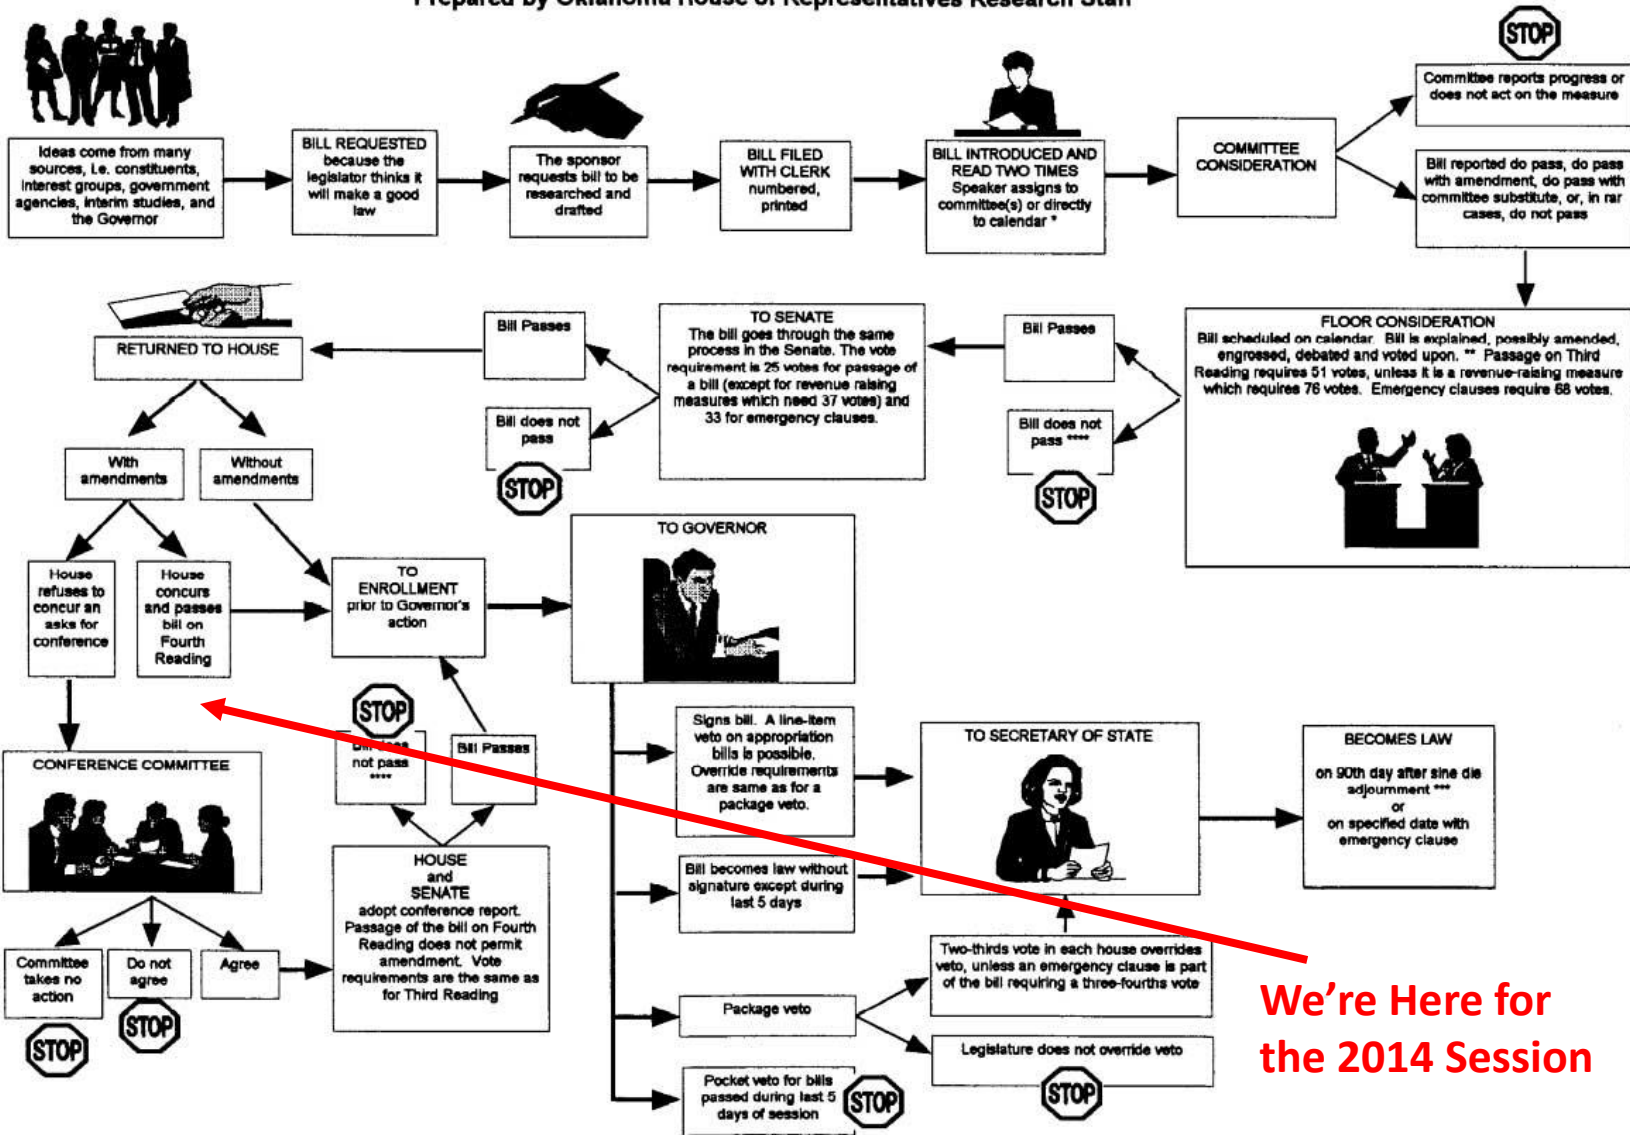 Prepared by Oklahoma House of Representatives Research Staff
STOP
Committee reports progress or
does not act on the measure
Ideas come from many
sources, i.e. constituents,
interest groups, government
agencies, interim studies, and
the Governor
BILL REQUESTED
because the
legislator thinks it
will make a good
law
The sponsor
requests bill to be
researched and
drafted
BILL FILED
WITH CLERK
numbered,
printed
BILL INTRODUCED AND
READ TWO TIMES
Speaker assigns to
committee(s) or directly
to calendar *
COMMITTEE
CONSIDERATION
Bill reported do pass, do pass
with amendment, do pass with
committee substitute, or, in rar
cases, do not pass
FLOOR CONSIDERATION
Bill scheduled on calendar. Bill is explained, possibly amended,
engrossed, debated and voted upon. ** Passage on Third
Reading requires 51 votes, unless it is a revenue-raising measure
which requires 76 votes. Emergency clauses require 68 votes.
Bill Passes
Bill does not
pass ****
STOP
TO SENATE
The bill goes through the same
process in the Senate. The vote
requirement is 25 votes for passage of
a bill (except for revenue raising
measures which need 37 votes) and
33 for emergency clauses.
Bill Passes
Bill does not
pass
STOP
RETURNED TO HOUSE
With
amendments
Without
amendments
House
refuses to
concur an
asks for
conference
House
concurs
and passes
bill on
Fourth
Reading
TO
ENROLLMENT
prior to Governor's
action
TO GOVERNOR
STOP
Bill does
not pass
****
Bill Passes
CONFERENCE COMMITTEE
Committee
takes no
action
STOP
Do not
agree
STOP
Agree
HOUSE
and
SENATE
adopt conference report.
Passage of the bill on Fourth
Reading does not permit
amendment. Vote
requirements are the same as
for Third Reading
Signs bill. A line-item
veto on appropriation
bills is possible.
Override requirements
are same as for a
package veto.
Bill becomes law without
signature except during
last 5 days
Package veto
Pocket veto for bills
passed during last 5
days of session
STOP
TO SECRETARY OF STATE
Two-thirds vote in each house overrides
veto, unless an emergency clause is part
of the bill requiring a three-fourths vote
Legislature does not override veto
STOP
BECOMES LAW
on 90th day after sine die
adjournment ***
or
on specified date with
emergency clause
We're Here for
the 2014 Session